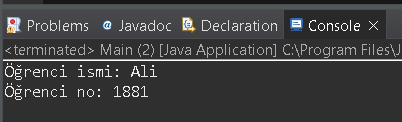 Problems @ Javadoc Declaration Console
<terminated> Main (2) [Java Application] C:\Program Files\J
Öğrenci ismi: Ali
Öğrenci no: 1881